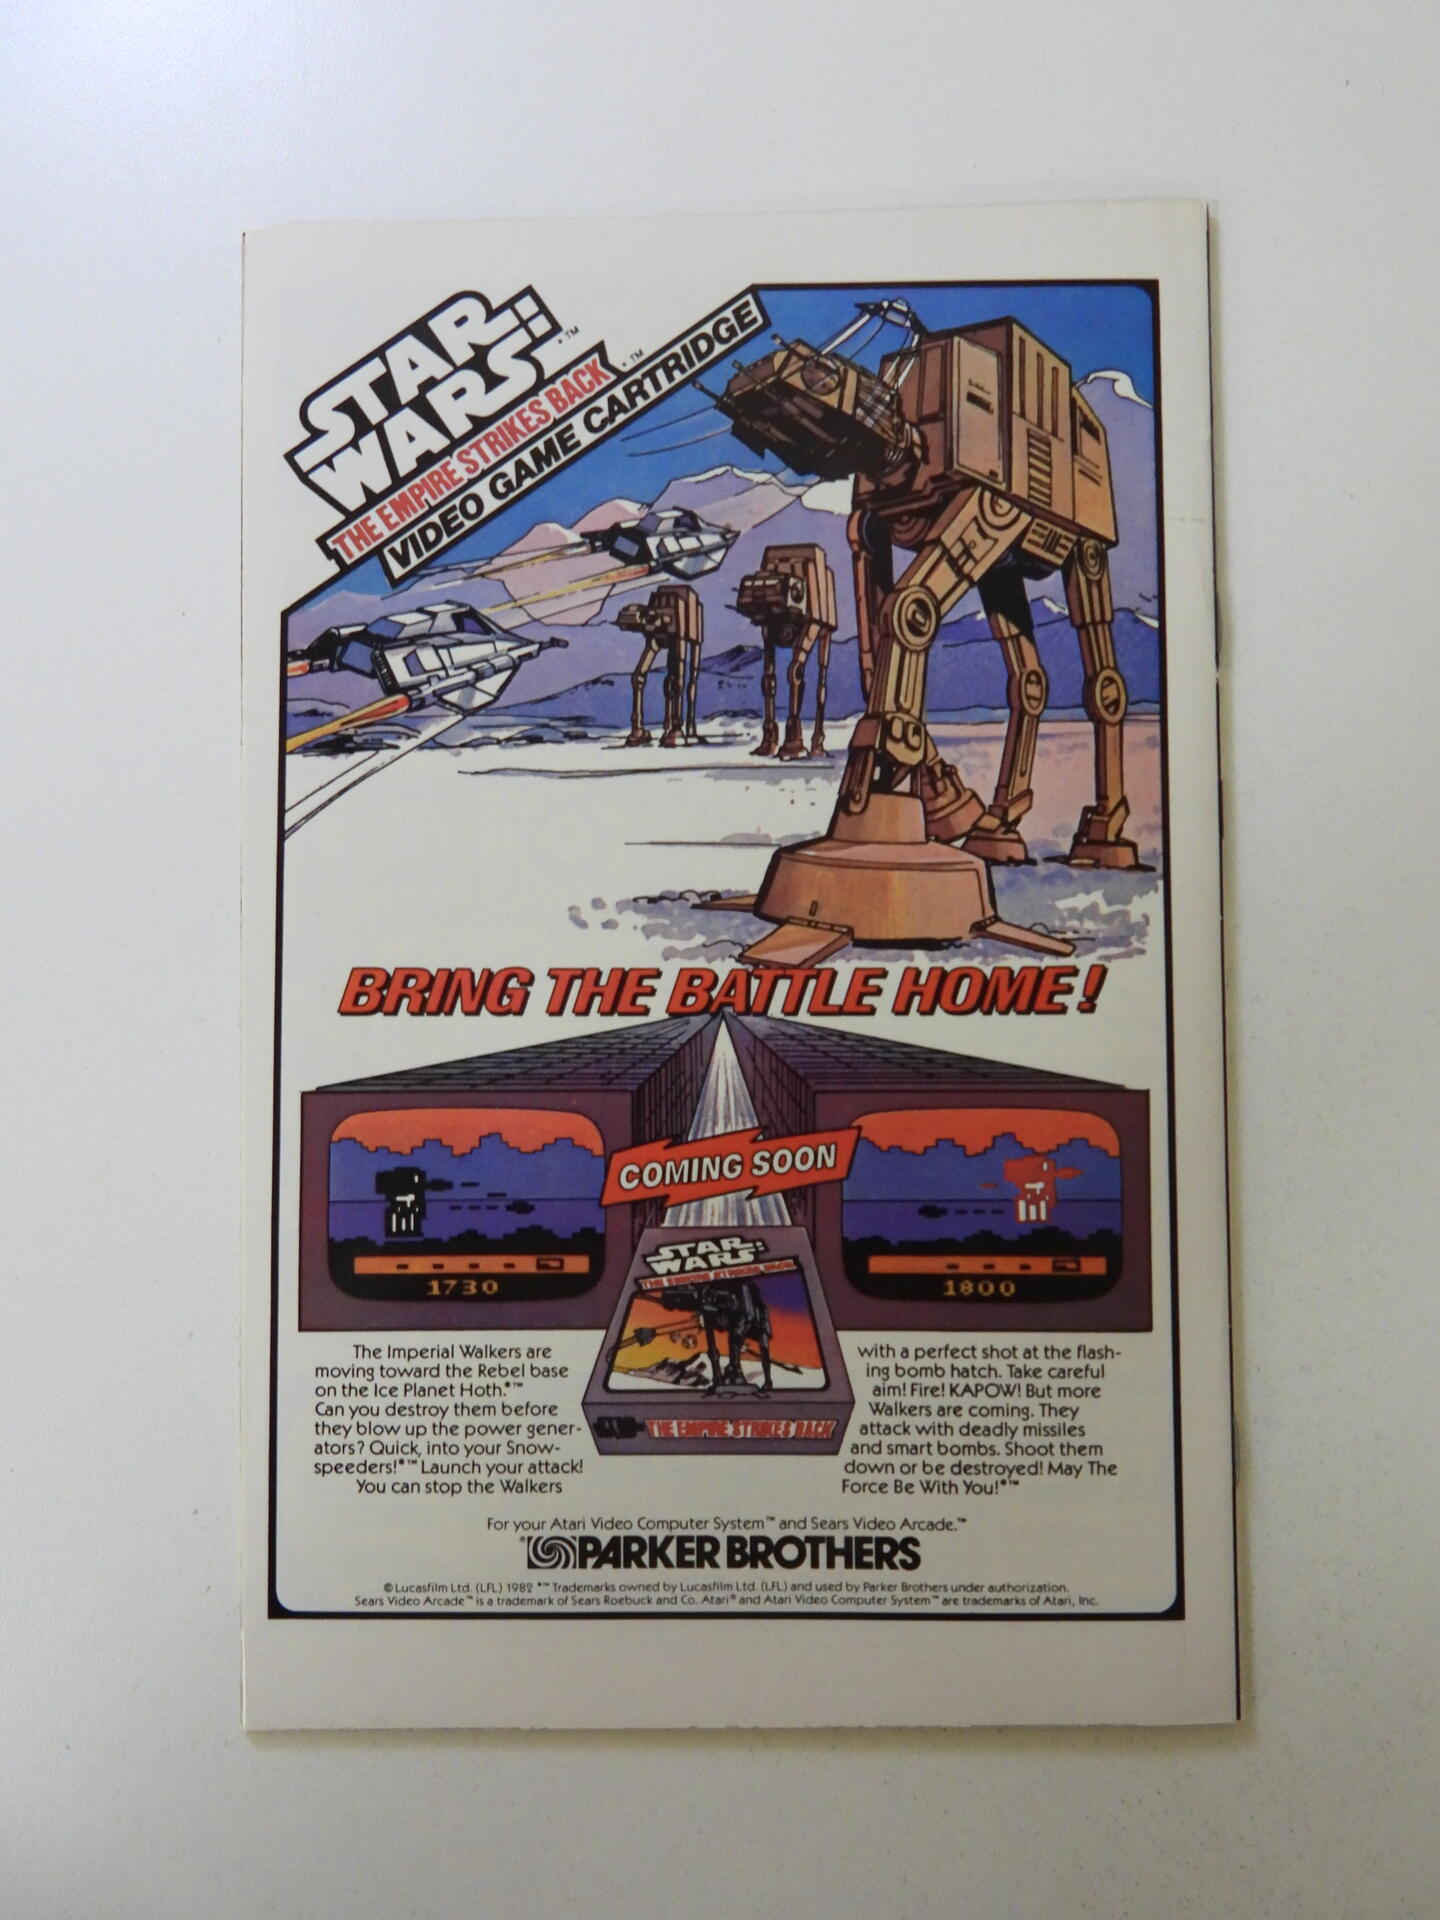 STAR
WARS™
THE EMPIRE STRIKES BACK™
VIDEO GAME CARTRIDGE
BRING THE BATTLE HOME!
COMING SOON
1730
1800
STAR
WARS
THE EMPIRE STRIKES BACK
THE EMPIRE STRIKES BACK
The Imperial Walkers are
moving toward the Rebel base
on the Ice Planet Hoth.*™
Can you destroy them before
they blow up the power gener-
ators? Quick, into your Snow-
speeders!*™ Launch your attack!
You can stop the Walkers
with a perfect shot at the flash-
ing bomb hatch. Take careful
aim! Fire! KAPOW! But more
Walkers are coming. They
attack with deadly missiles
and smart bombs. Shoot them
down or be destroyed! May The
Force Be With You!*™
For your Atari Video Computer System™ and Sears Video Arcade.™
PARKER BROTHERS
© Lucasfilm Ltd. (LFL) 1982 *™ Trademarks owned by Lucasfilm Ltd. (LFL) and used by Parker Brothers under authorization.
Sears Video Arcade™ is a trademark of Sears Roebuck and Co. Atari® and Atari Video Computer System™ are trademarks of Atari, Inc.